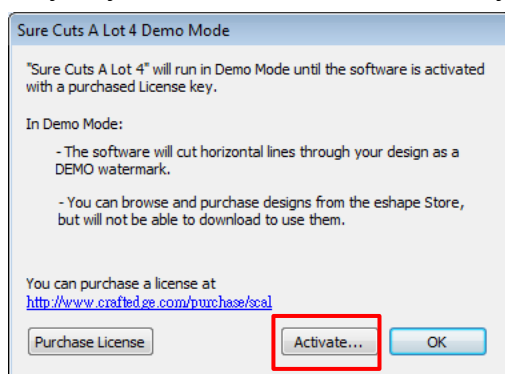 Sure Cuts A Lot 4 Demo Mode
"Sure Cuts A Lot 4" will run in Demo Mode until the software is activated
with a purchased License key.
In Demo Mode:
- The software will cut horizontal lines through your design as a
DEMO watermark.
- You can browse and purchase designs from the eshape Store,
but will not be able to download to use them.
You can purchase a license at
http://www.craftedge.com/purchase/scal
Purchase License Activate... OK